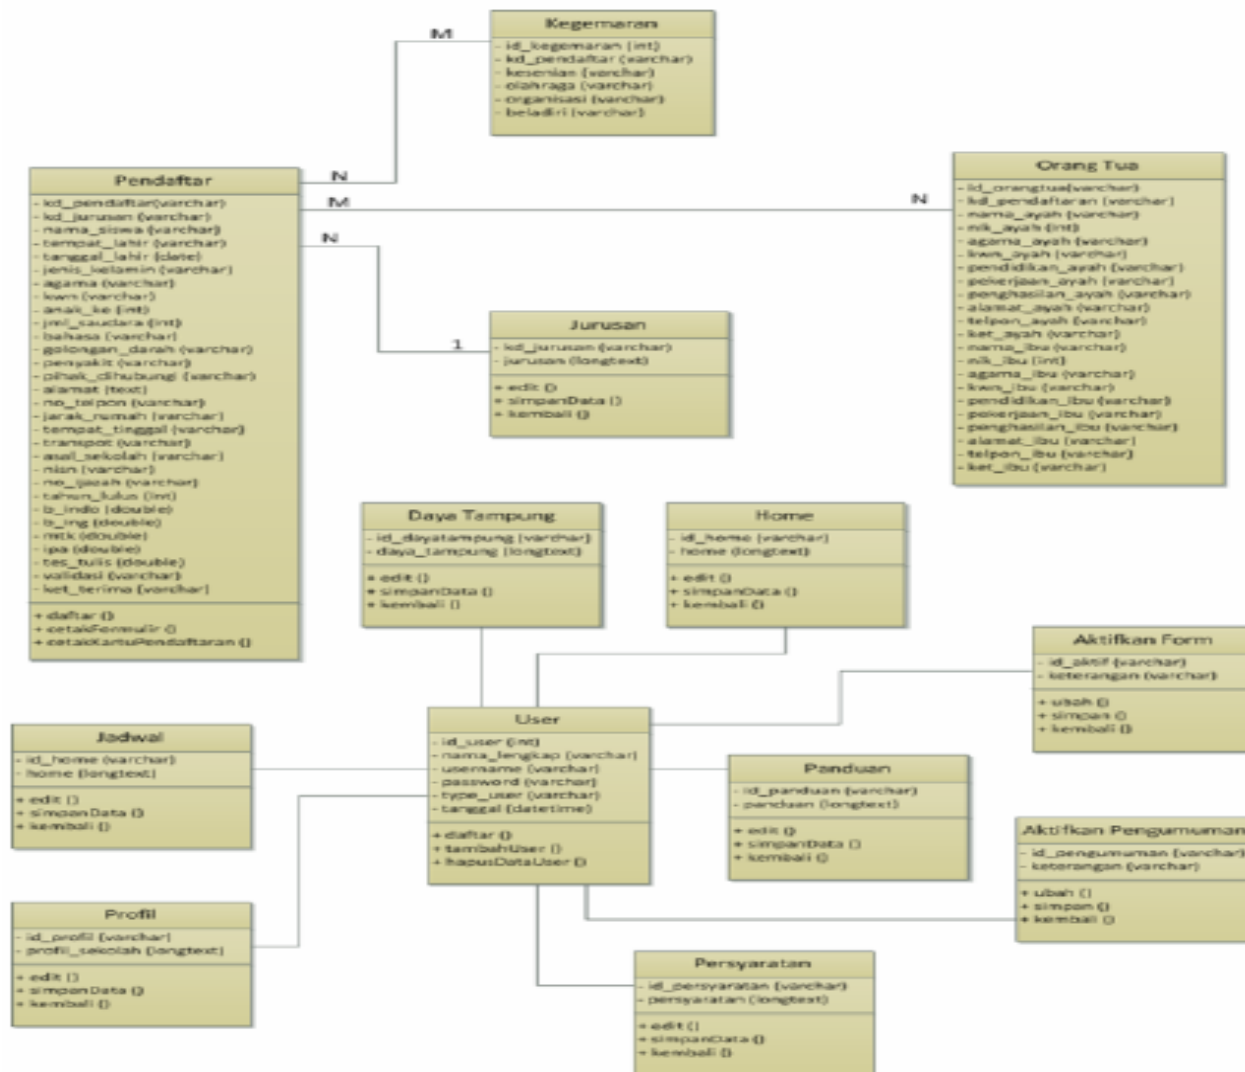 Kegemaran
- id_kegemaran (int)
- kd_pendaftar (varchar)
- kesenian (varchar)
- olahraga (varchar)
- organisasi (varchar)
- beladiri (varchar)
M
N
M
N
N
1
Pendaftar
- kd_pendaftar(varchar)
- kd_jurusan (varchar)
- nama_siswa (varchar)
- tempat_lahir (varchar)
- tanggal_lahir (date)
- jenis_kelamin (varchar)
- agama (varchar)
- kwn (varchar)
- anak_ke (int)
- jml_saudara (int)
- bahasa (varchar)
- golongan_darah (varchar)
- penyakit (varchar)
- pihak_dihubungi (varchar)
- alamat (text)
- no_telpon (varchar)
- jarak_rumah (varchar)
- tempat_tinggal (varchar)
- transpot (varchar)
- asal_sekolah (varchar)
- nisn (varchar)
- no_ijazah (varchar)
- tahun_lulus (int)
- b_indo (double)
- b_ing (double)
- mtk (double)
- ipa (double)
- tes_tulis (double)
- validasi (varchar)
- ket_terima (varchar)
+ daftar ()
+ cetakFormulir ()
+ cetakKartuPendaftaran ()
Orang Tua
- id_orangtua(varchar)
- kd_pendaftaran (varchar)
- nama_ayah (varchar)
- nik_ayah (int)
- agama_ayah (varchar)
- kwn_ayah (varchar)
- pendidikan_ayah (varchar)
- pekerjaan_ayah (varchar)
- penghasilan_ayah (varchar)
- alamat_ayah (varchar)
- telpon_ayah (varchar)
- ket_ayah (varchar)
- nama_ibu (varchar)
- nik_ibu (int)
- agama_ibu (varchar)
- kwn_ibu (varchar)
- pendidikan_ibu (varchar)
- pekerjaan_ibu (varchar)
- penghasilan_ibu (varchar)
- alamat_ibu (varchar)
- telpon_ibu (varchar)
- ket_ibu (varchar)
Jurusan
- kd_jurusan (varchar)
- jurusan (longtext)
+ edit ()
+ simpanData ()
+ kembali ()
Daya Tampung
- id_dayatampung (varchar)
- daya_tampung (longtext)
+ edit ()
+ simpanData ()
+ kembali ()
Home
- id_home (varchar)
- home (longtext)
+ edit ()
+ simpanData ()
+ kembali ()
Aktifkan Form
- id_aktif (varchar)
- keterangan (varchar)
+ ubah ()
+ simpan ()
+ kembali ()
Jadwal
- id_home (varchar)
- home (longtext)
+ edit ()
+ simpanData ()
+ kembali ()
User
- id_user (int)
- nama_lengkap (varchar)
- username (varchar)
- password (varchar)
- type_user (varchar)
- tanggal (datetime)
+ daftar ()
+ tambahUser ()
+ hapusDataUser ()
Panduan
- id_panduan (varchar)
- panduan (longtext)
+ edit ()
+ simpanData ()
+ kembali ()
Aktifkan Pengumuman
- id_pengumuman (varchar)
- keterangan (varchar)
+ ubah ()
+ simpan ()
+ kembali ()
Profil
- id_profil (varchar)
- profil_sekolah (longtext)
+ edit ()
+ simpanData ()
+ kembali ()
Persyaratan
- id_persyaratan (varchar)
- persyaratan (longtext)
+ edit ()
+ simpanData ()
+ kembali ()